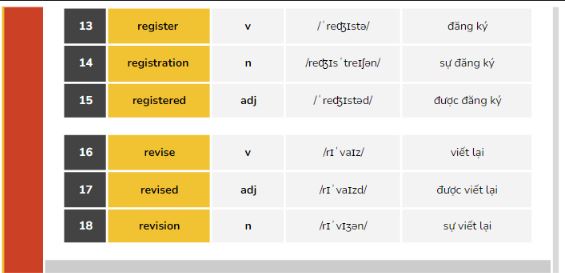 13 register v /ˈredʒɪstə/ đăng ký
14 registration n /redʒɪsˈtreɪʃən/ sự đăng ký
15 registered adj /ˈredʒɪstəd/ được đăng ký
16 revise v /rɪˈvaɪz/ viết lại
17 revised adj /rɪˈvaɪzd/ được viết lại
18 revision n /rɪˈvɪʒən/ sự viết lại